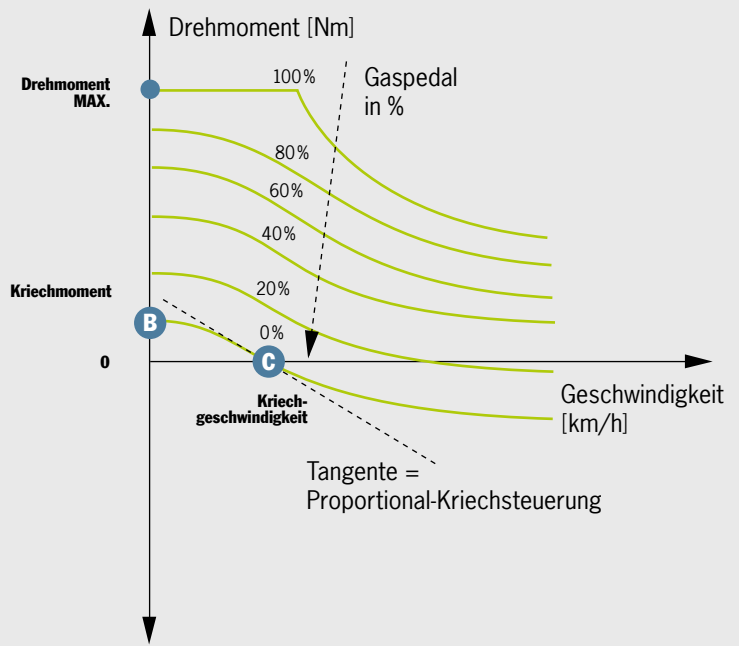 Drehmoment [Nm]
Drehmoment
MAX.
100%
Gaspedal
in %
80%
60%
40%
Kriechmoment
20%
B
0%
0
C
Kriech-
geschwindigkeit
Geschwindigkeit
[km/h]
Tangente =
Proportional-Kriechsteuerung